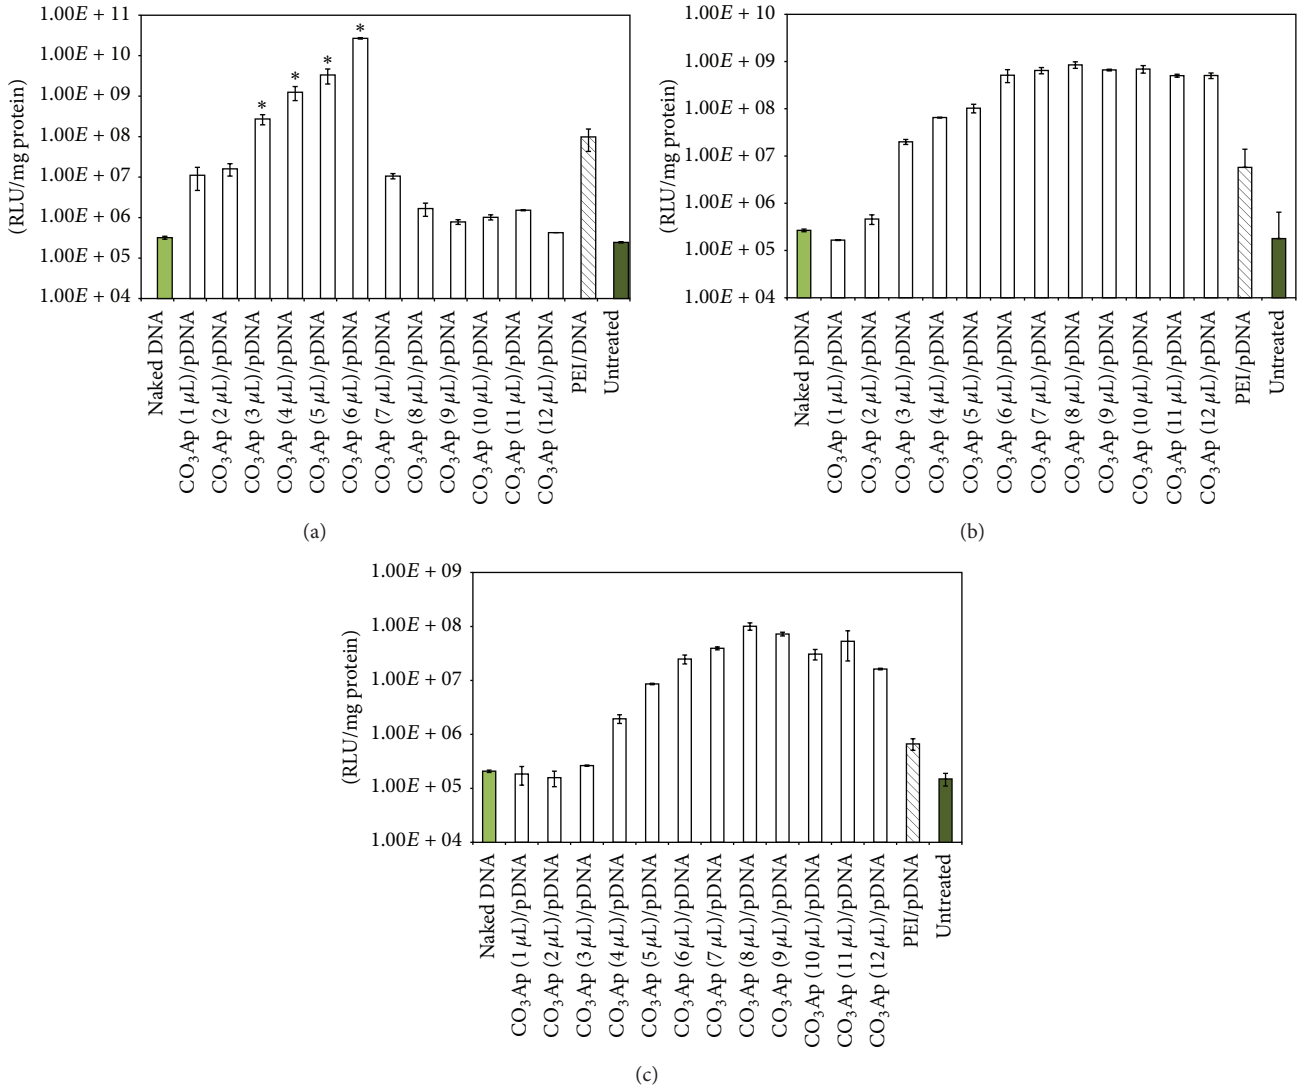 1.00E + 11
1.00E + 10
1.00E + 09
1.00E + 08
1.00E + 07
1.00E + 06
1.00E + 05
1.00E + 04
(RLU/mg protein)
*
*
*
*
Naked DNA
CO₃Ap (1 μL)/pDNA
CO₃Ap (2 μL)/pDNA
CO₃Ap (3 μL)/pDNA
CO₃Ap (4 μL)/pDNA
CO₃Ap (5 μL)/pDNA
CO₃Ap (6 μL)/pDNA
CO₃Ap (7 μL)/pDNA
CO₃Ap (8 μL)/pDNA
CO₃Ap (9 μL)/pDNA
CO₃Ap (10 μL)/pDNA
CO₃Ap (11 μL)/pDNA
CO₃Ap (12 μL)/pDNA
PEI/DNA
Untreated
(a)
1.00E + 10
1.00E + 09
1.00E + 08
1.00E + 07
1.00E + 06
1.00E + 05
1.00E + 04
(RLU/mg protein)
Naked pDNA
CO₃Ap (1 μL)/pDNA
CO₃Ap (2 μL)/pDNA
CO₃Ap (3 μL)/pDNA
CO₃Ap (4 μL)/pDNA
CO₃Ap (5 μL)/pDNA
CO₃Ap (6 μL)/pDNA
CO₃Ap (7 μL)/pDNA
CO₃Ap (8 μL)/pDNA
CO₃Ap (9 μL)/pDNA
CO₃Ap (10 μL)/pDNA
CO₃Ap (11 μL)/pDNA
CO₃Ap (12 μL)/pDNA
PEI/pDNA
Untreated
(b)
1.00E + 09
1.00E + 08
1.00E + 07
1.00E + 06
1.00E + 05
1.00E + 04
(RLU/mg protein)
Naked DNA
CO₃Ap (1 μL)/pDNA
CO₃Ap (2 μL)/pDNA
CO₃Ap (3 μL)/pDNA
CO₃Ap (4 μL)/pDNA
CO₃Ap (5 μL)/pDNA
CO₃Ap (6 μL)/pDNA
CO₃Ap (7 μL)/pDNA
CO₃Ap (8 μL)/pDNA
CO₃Ap (9 μL)/pDNA
CO₃Ap (10 μL)/pDNA
CO₃Ap (11 μL)/pDNA
CO₃Ap (12 μL)/pDNA
PEI/pDNA
Untreated
(c)